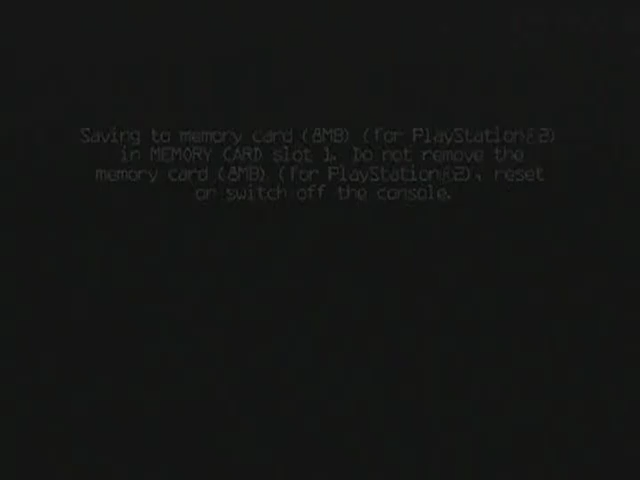 Saving to memory card (8MB) (for PlayStation®2)
in MEMORY CARD slot 1. Do not remove the
memory card (8MB) (for PlayStation®2), reset
or switch off the console.